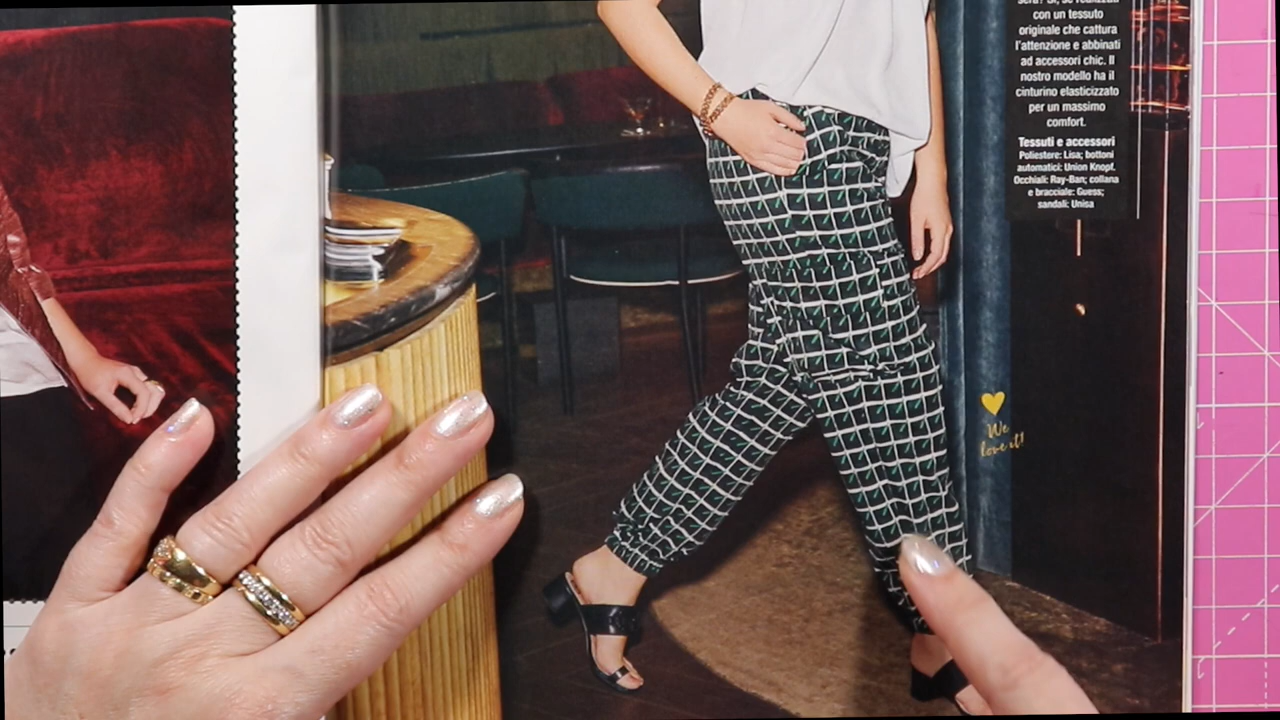 sera? Sì, se realizzati
con un tessuto
originale che cattura
l'attenzione e abbinati
ad accessori chic. Il
nostro modello ha il
cinturino elasticizzato
per un massimo
comfort.
Tessuti e accessori
Poliestere: Lisa; bottoni
automatici: Union Knopf.
Occhiali: Ray-Ban; collana
e bracciale: Guess;
sandali: Unisa
We
love it!